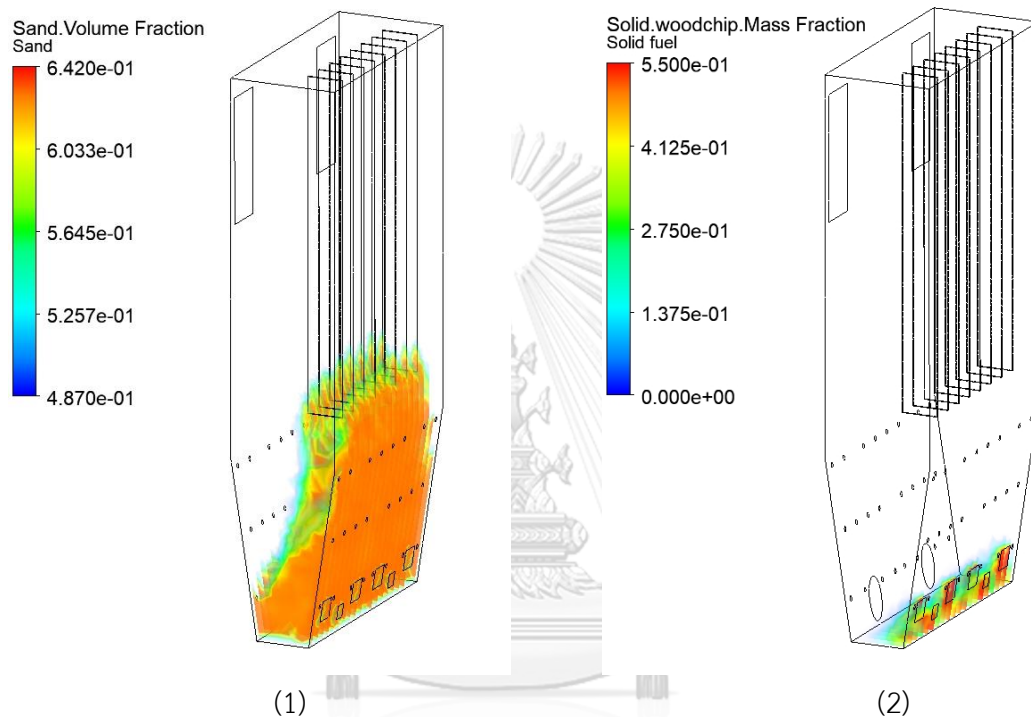 Sand.Volume Fraction
Sand
6.420e-01
6.033e-01
5.645e-01
5.257e-01
4.870e-01
(1)
Solid.woodchip.Mass Fraction
Solid fuel
5.500e-01
4.125e-01
2.750e-01
1.375e-01
0.000e+00
(2)